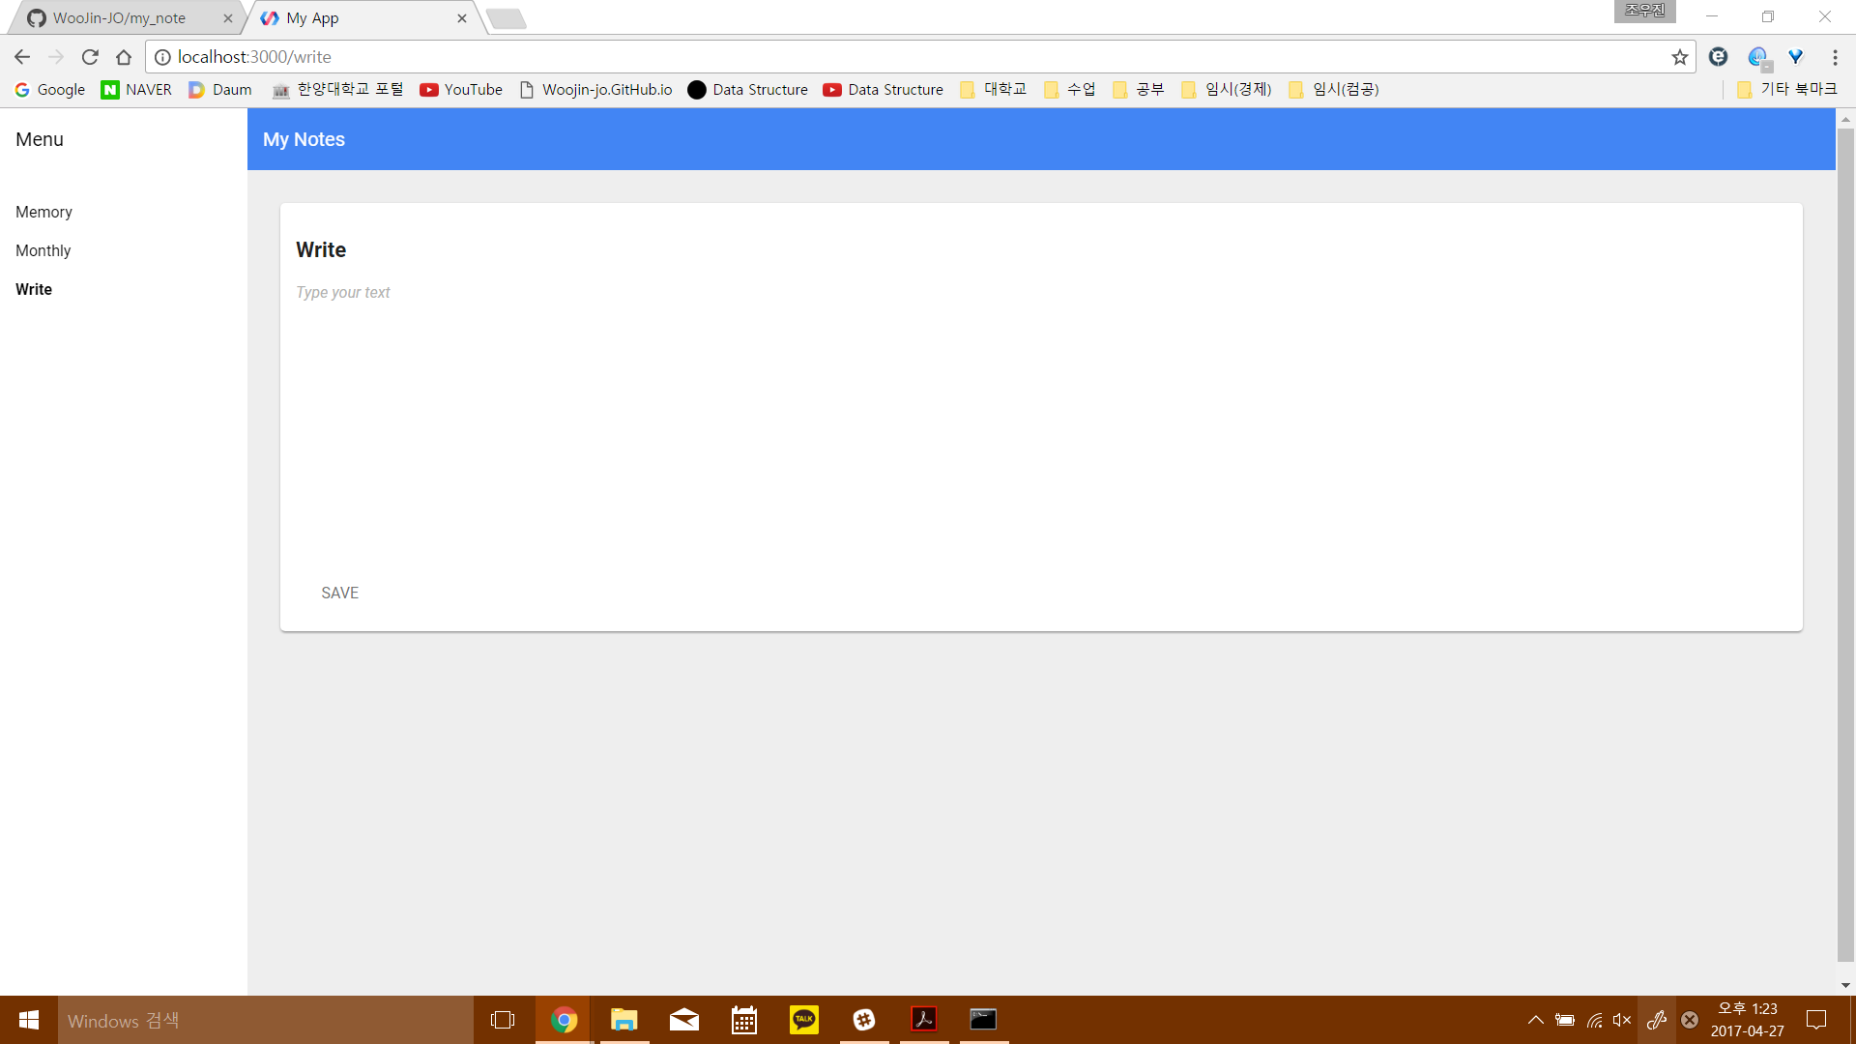 WooJin-JO/my_note
My App
조우진
localhost:3000/write
Google
NAVER
Daum
한양대학교 포털
YouTube
Woojin-jo.GitHub.io
Data Structure
Data Structure
대학교
수업
공부
임시(경제)
임시(컴공)
기타 북마크
Menu
My Notes
Memory
Monthly
Write
Write
Type your text
SAVE
Windows 검색
TALK
오후 1:23
2017-04-27